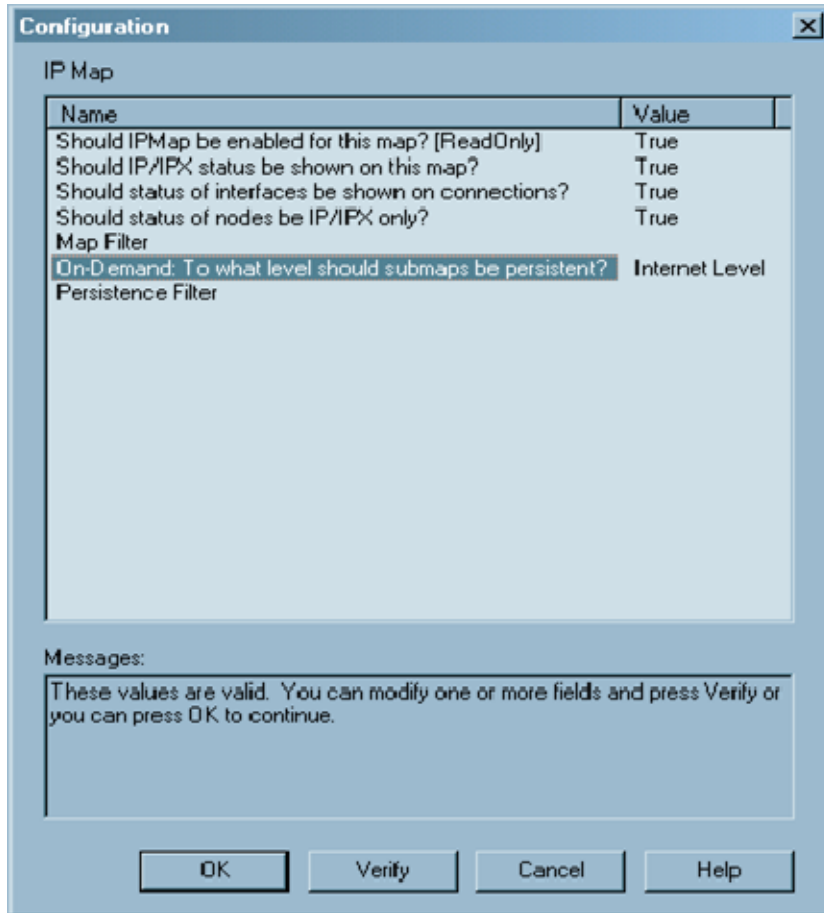 Configuration
IP Map
Name Value
Should IPMap be enabled for this map? [ReadOnly] True
Should IP/IPX status be shown on this map? True
Should status of interfaces be shown on connections? True
Should status of nodes be IP/IPX only? True
Map Filter
On-Demand: To what level should submaps be persistent? Internet Level
Persistence Filter
Messages:
These values are valid. You can modify one or more fields and press Verify or
you can press OK to continue.
OK Verify Cancel Help